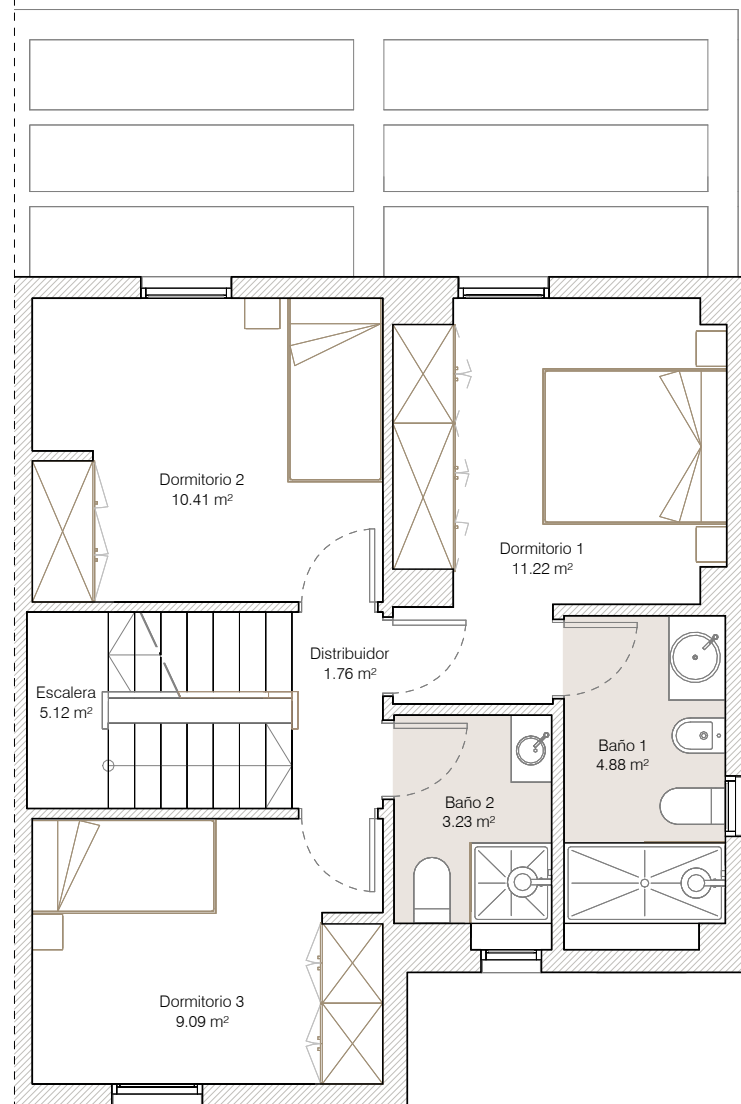 Dormitorio 2
10.41 m²
Dormitorio 1
11.22 m²
Distribuidor
1.76 m²
Escalera
5.12 m²
Baño 1
4.88 m²
Baño 2
3.23 m²
Dormitorio 3
9.09 m²